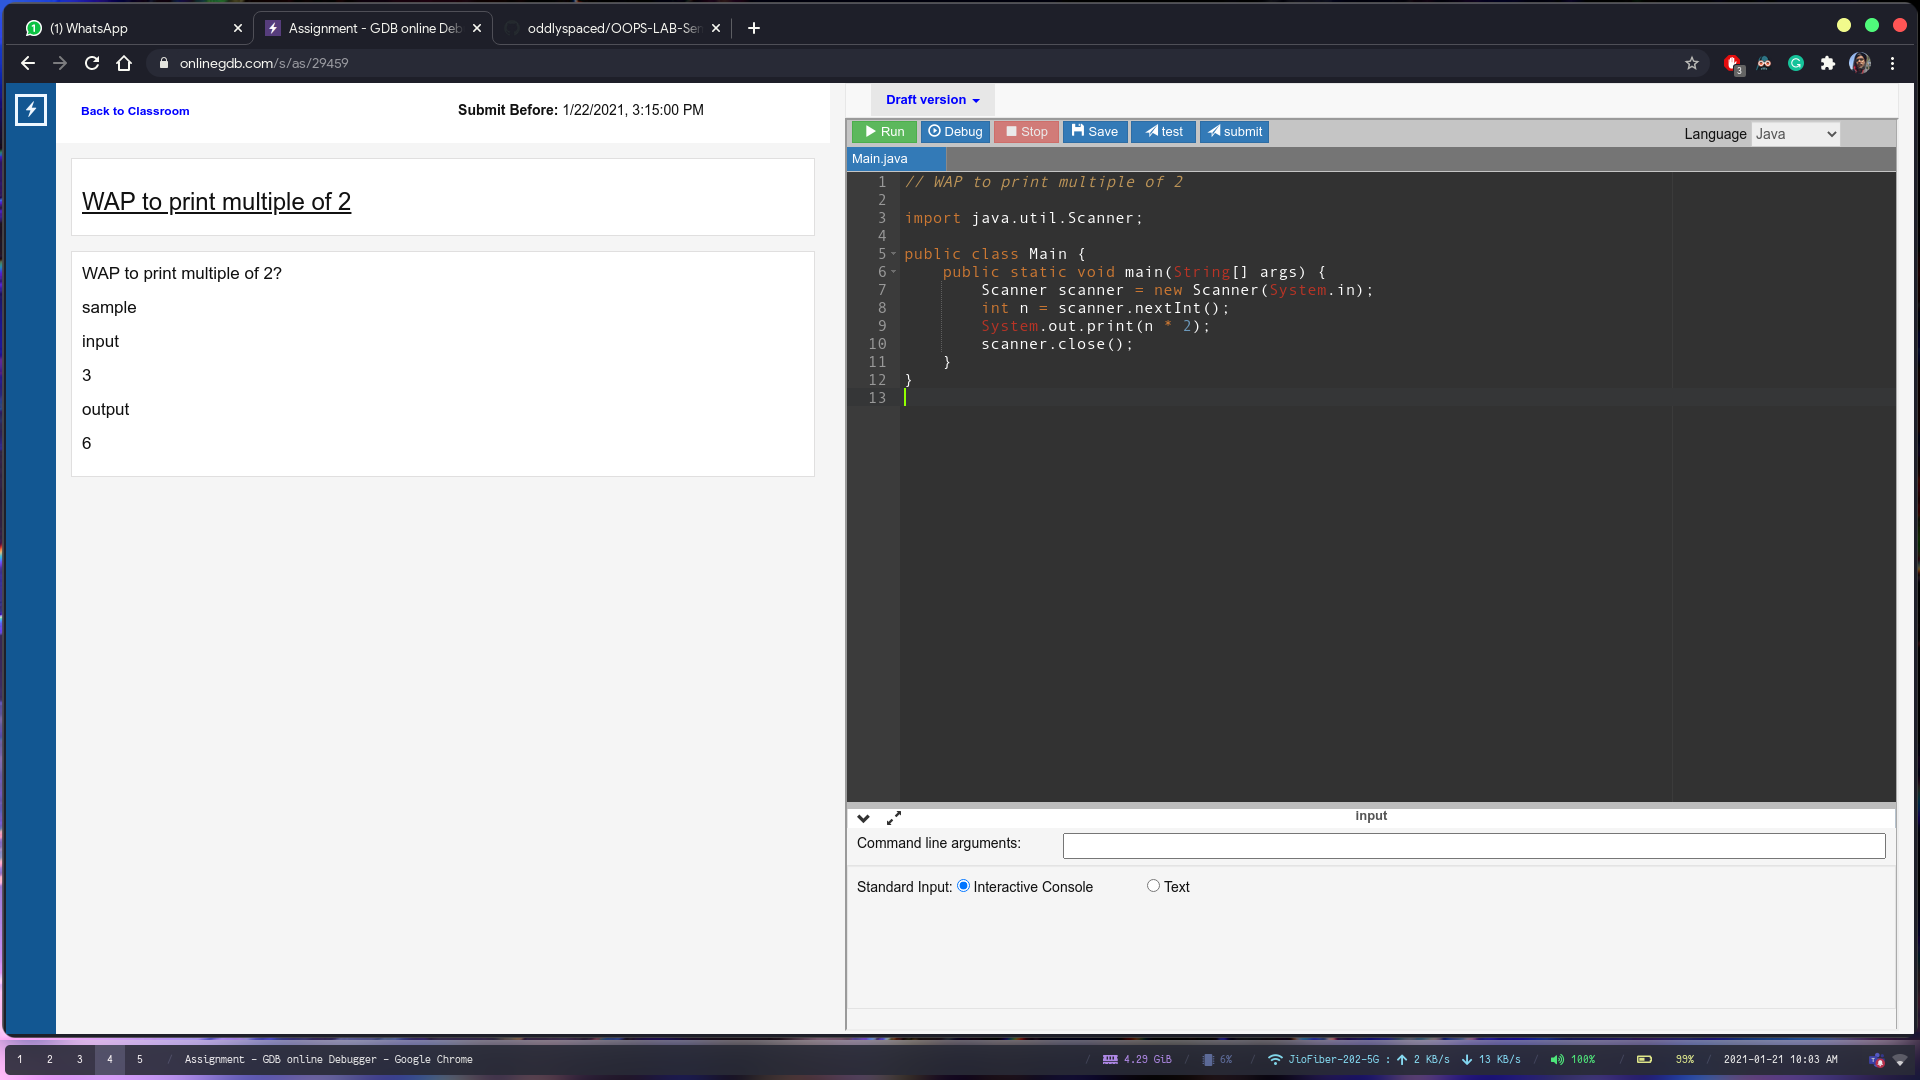 (1) WhatsApp
Assignment - GDB online Deb
oddlyspaced/OOPS-LAB-Se
onlinegdb.com/s/as/29459
3
Back to Classroom
Submit Before: 1/22/2021, 3:15:00 PM
WAP to print multiple of 2
WAP to print multiple of 2?
sample
input
3
output
6
Draft version
Run
Debug
Stop
Save
test
submit
Language Java
Main.java
1 // WAP to print multiple of 2
2
3 import java.util.Scanner;
4
5 public class Main {
6 public static void main(String[] args) {
7 Scanner scanner = new Scanner(System.in);
8 int n = scanner.nextInt();
9 System.out.print(n * 2);
10 scanner.close();
11 }
12 }
13
input
Command line arguments:
Standard Input: Interactive Console Text
1 2 3 4 5 / Assignment - GDB online Debugger - Google Chrome / 4.29 GiB / 6% / JioFiber-202-5G : 2 KB/s 13 KB/s / 100% / 99% / 2021-01-21 10:03 AM